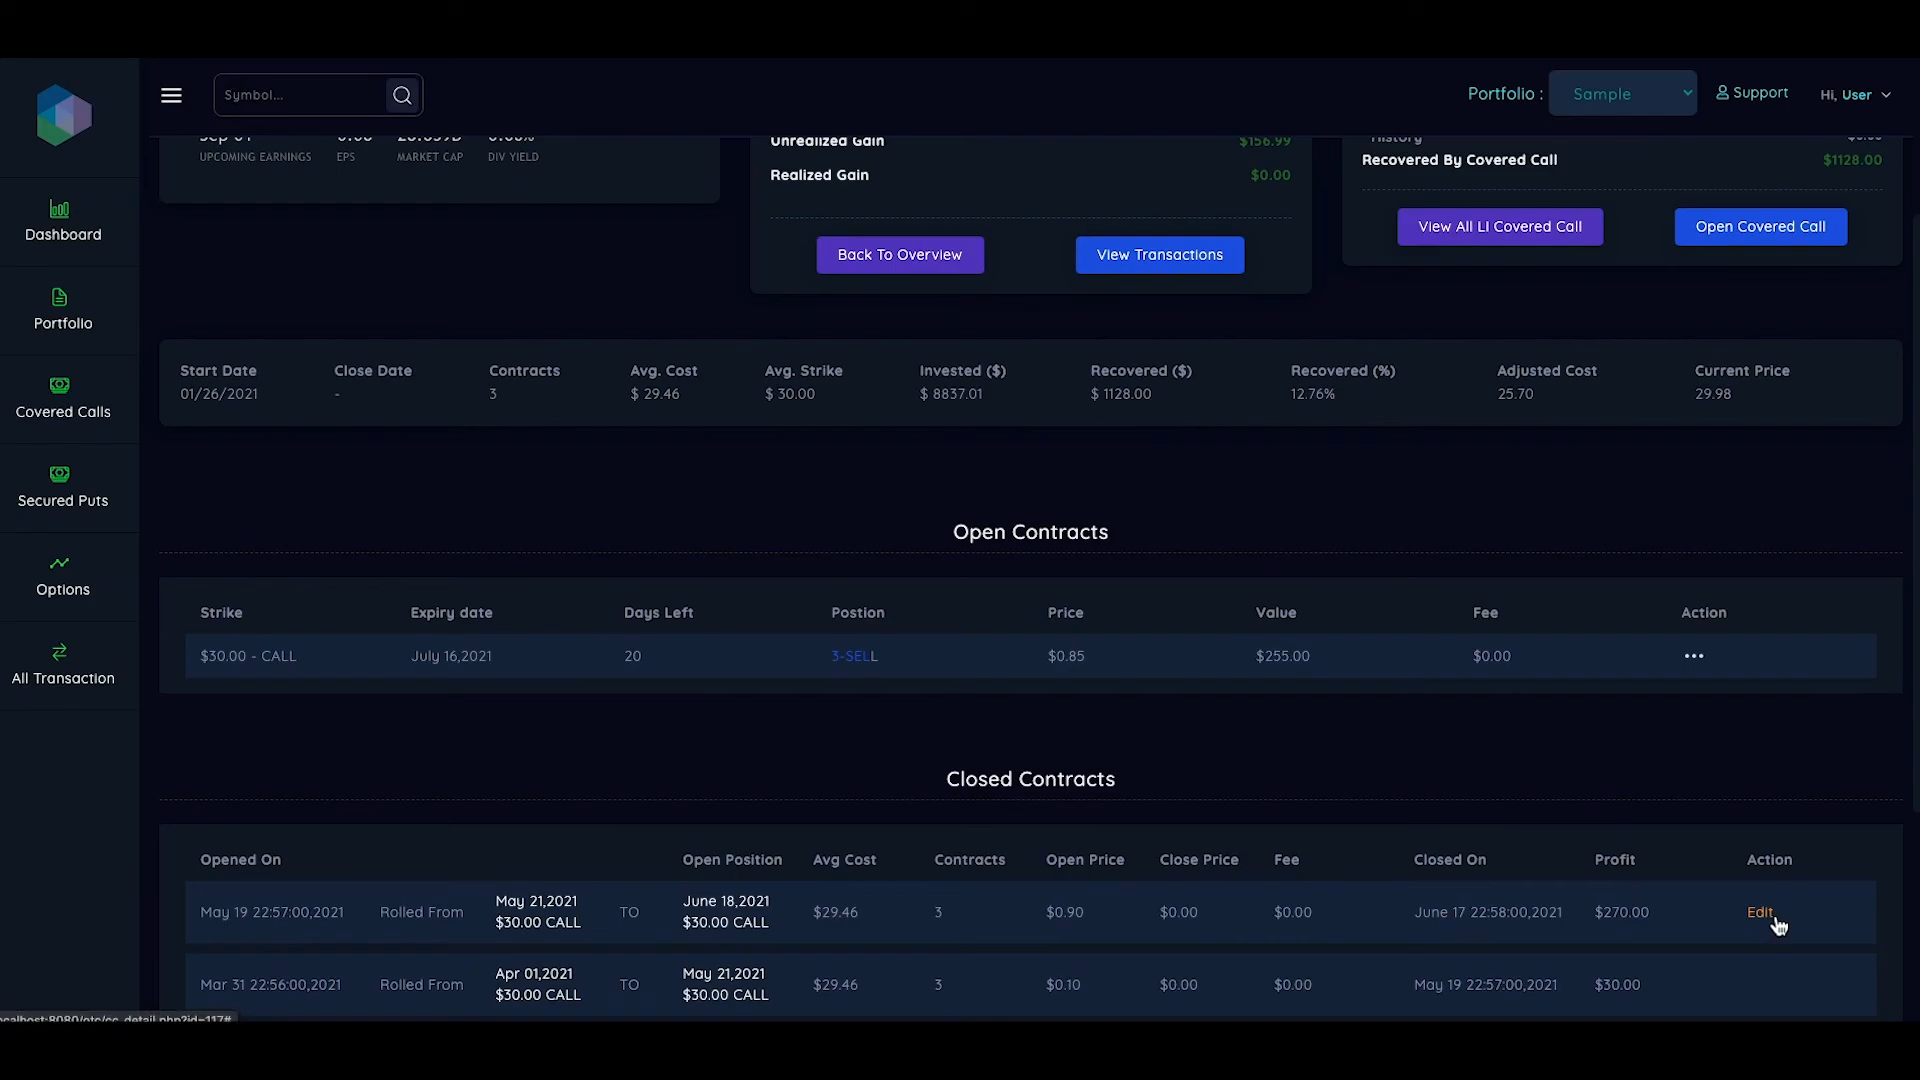 Symbol...
Portfolio :
Sample
Support
Hi, User
Dashboard
Portfolio
Covered Calls
Secured Puts
Options
All Transaction
UPCOMING EARNINGS
EPS
MARKET CAP
DIV YIELD
Unrealized Gain $156.99
Realized Gain $0.00
Back To Overview
View Transactions
History
Recovered By Covered Call $1128.00
View All LI Covered Call
Open Covered Call
Start Date Close Date Contracts Avg. Cost Avg. Strike Invested ($) Recovered ($) Recovered (%) Adjusted Cost Current Price
01/26/2021 - 3 $ 29.46 $ 30.00 $ 8837.01 $ 1128.00 12.76% 25.70 29.98
Open Contracts
Strike Expiry date Days Left Postion Price Value Fee Action
$30.00 - CALL July 16,2021 20 3-SELL $0.85 $255.00 $0.00 •••
Closed Contracts
Opened On Open Position Avg Cost Contracts Open Price Close Price Fee Closed On Profit Action
May 19 22:57:00,2021 Rolled From May 21,2021 $30.00 CALL TO June 18,2021 $30.00 CALL $29.46 3 $0.90 $0.00 $0.00 June 17 22:58:00,2021 $270.00 Edit
Mar 31 22:56:00,2021 Rolled From Apr 01,2021 $30.00 CALL TO May 21,2021 $30.00 CALL $29.46 3 $0.10 $0.00 $0.00 May 19 22:57:00,2021 $30.00